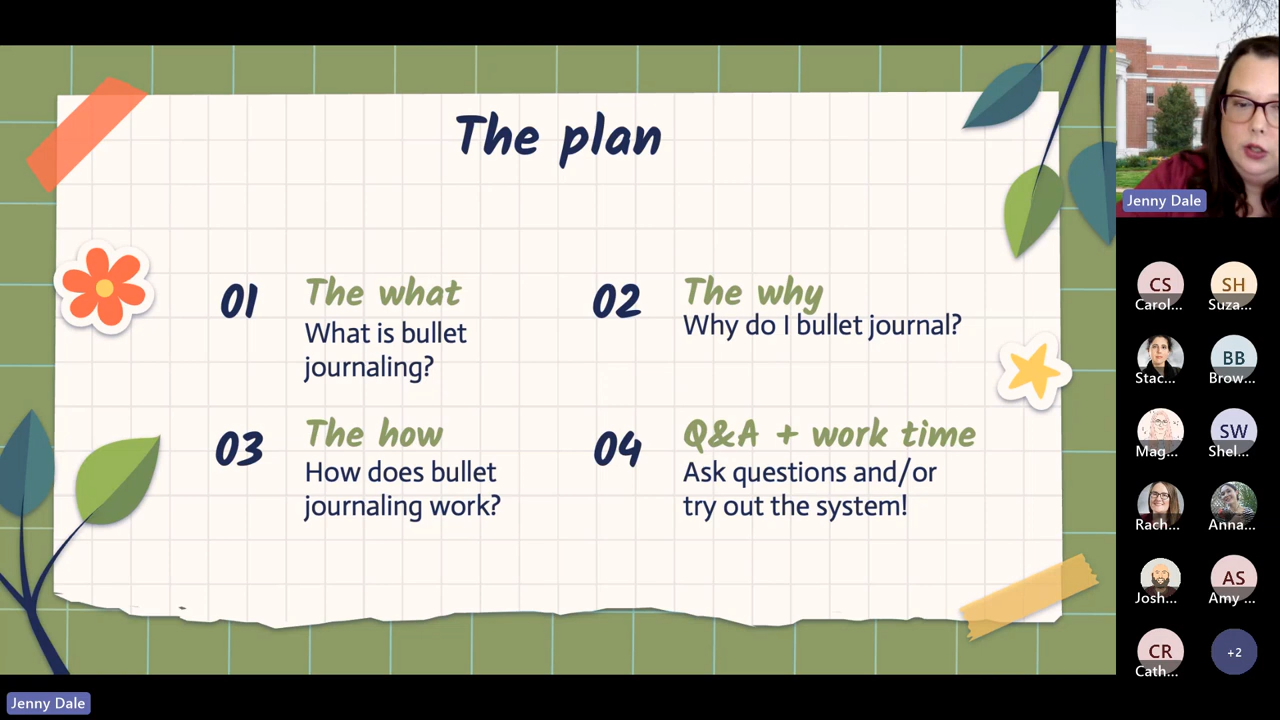 The plan
01
The what
What is bullet
journaling?
02
The why
Why do I bullet journal?
03
The how
How does bullet
journaling work?
04
Q&A + work time
Ask questions and/or
try out the system!
Jenny Dale
Jenny Dale
CS
Carol...
SH
Suza...
Stac...
BB
Brow...
Mag...
SW
Shel...
Rach...
Anna...
Josh...
AS
Amy ...
CR
Cath...
+2